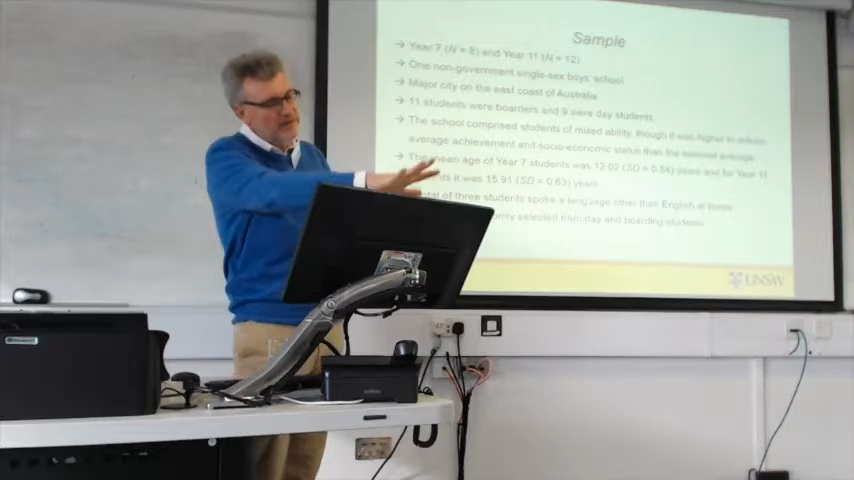 Sample
→ Year 7 (N = 8) and Year 11 (N = 12)
→ One non-government single-sex boys school
→ Major city on the east coast of Australia
→ 11 students were boarders and 9 were day students.
→ The school comprised students of mixed ability, though it was higher in
average achievement and socio-economic status than the national average
→ The mean age of Year 7 students was 12.02 (SD = 0.54) years and for Year 11
it was 15.91 (SD = 0.63) years
total of three students spoke a language other than English at home
selected from day and boarding students
UNSW